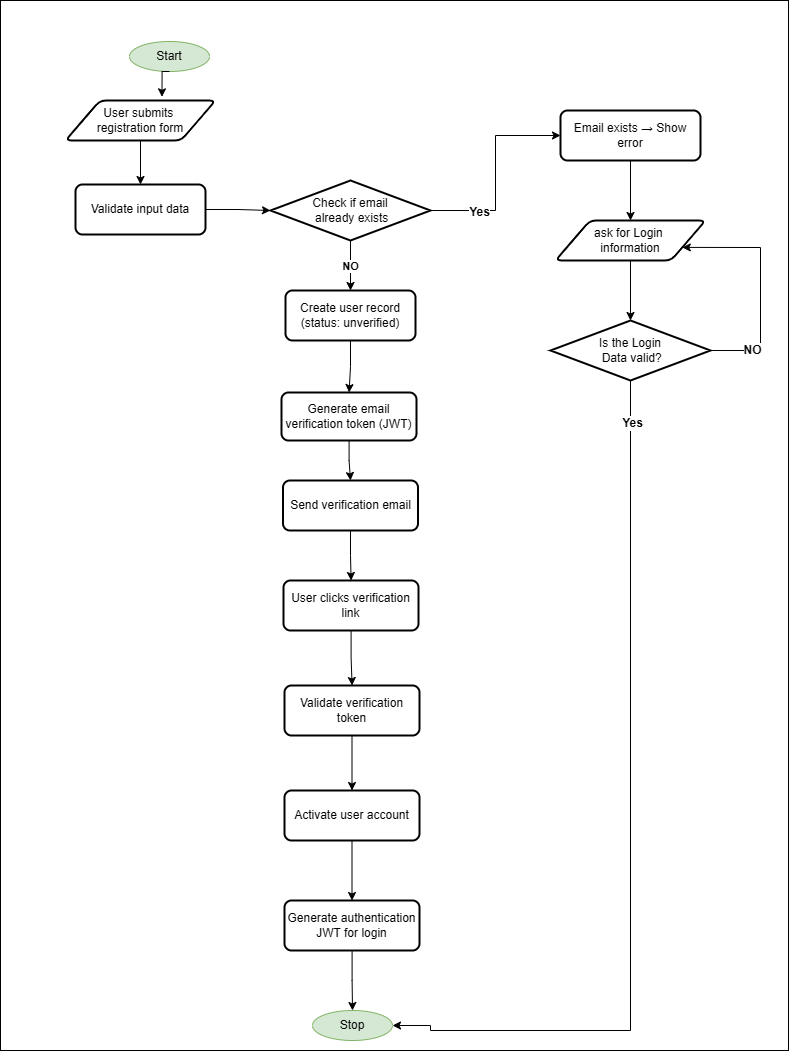 Start
User submits
registration form
Validate input data
Check if email
already exists
Yes
Email exists → Show
error
ask for Login
information
Is the Login
Data valid?
NO
Yes
NO
Create user record
(status: unverified)
Generate email
verification token (JWT)
Send verification email
User clicks verification
link
Validate verification
token
Activate user account
Generate authentication
JWT for login
Stop